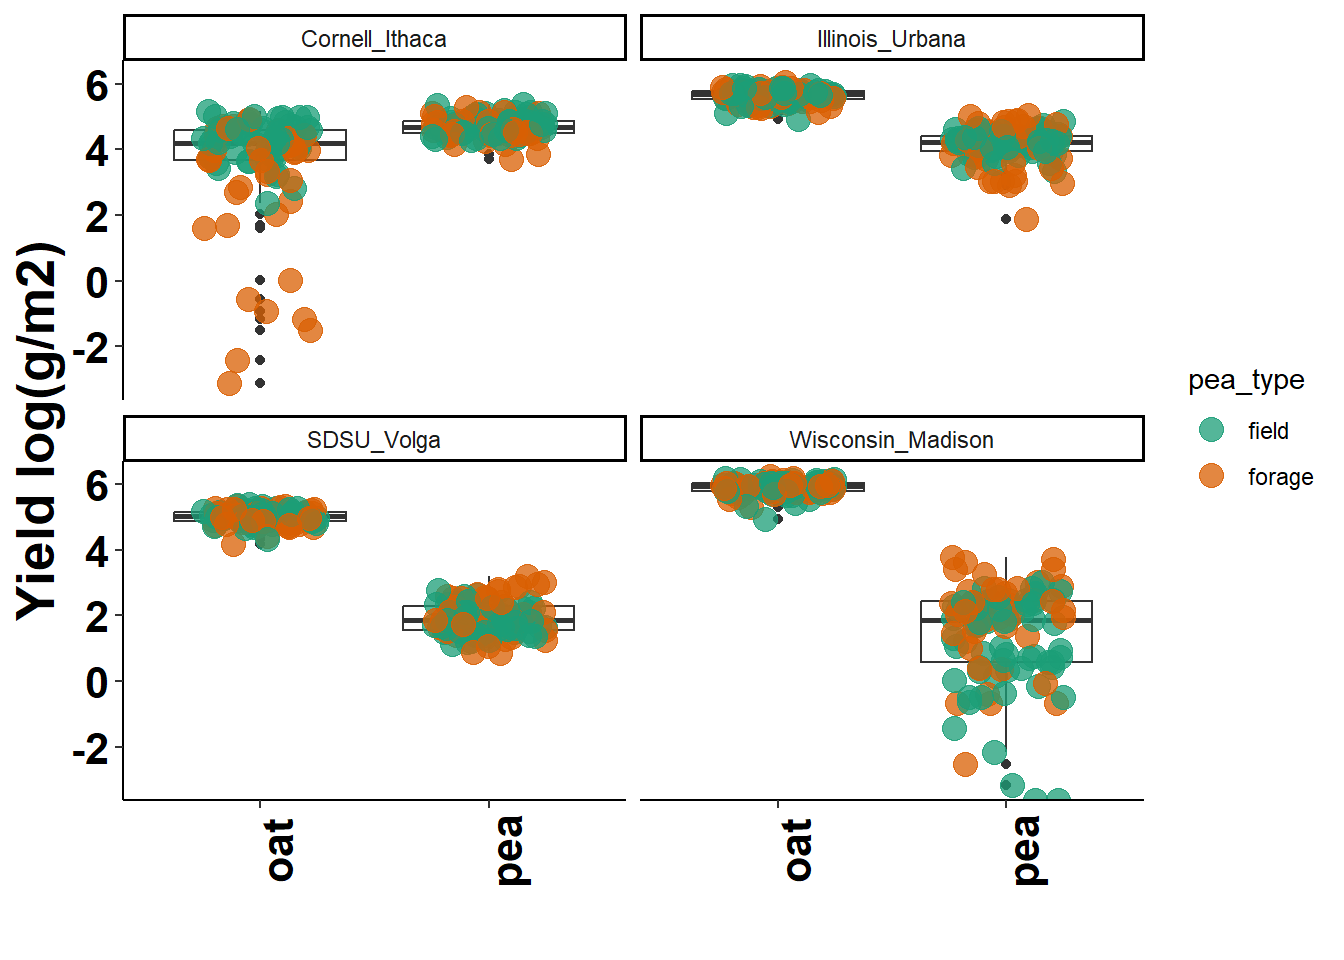 Cornell_Ithaca
Illinois_Urbana
6
4
2
0
-2
SDSU_Volga
Wisconsin_Madison
6
4
2
0
-2
oat
pea
oat
pea
Yield log(g/m2)
pea_type
field
forage